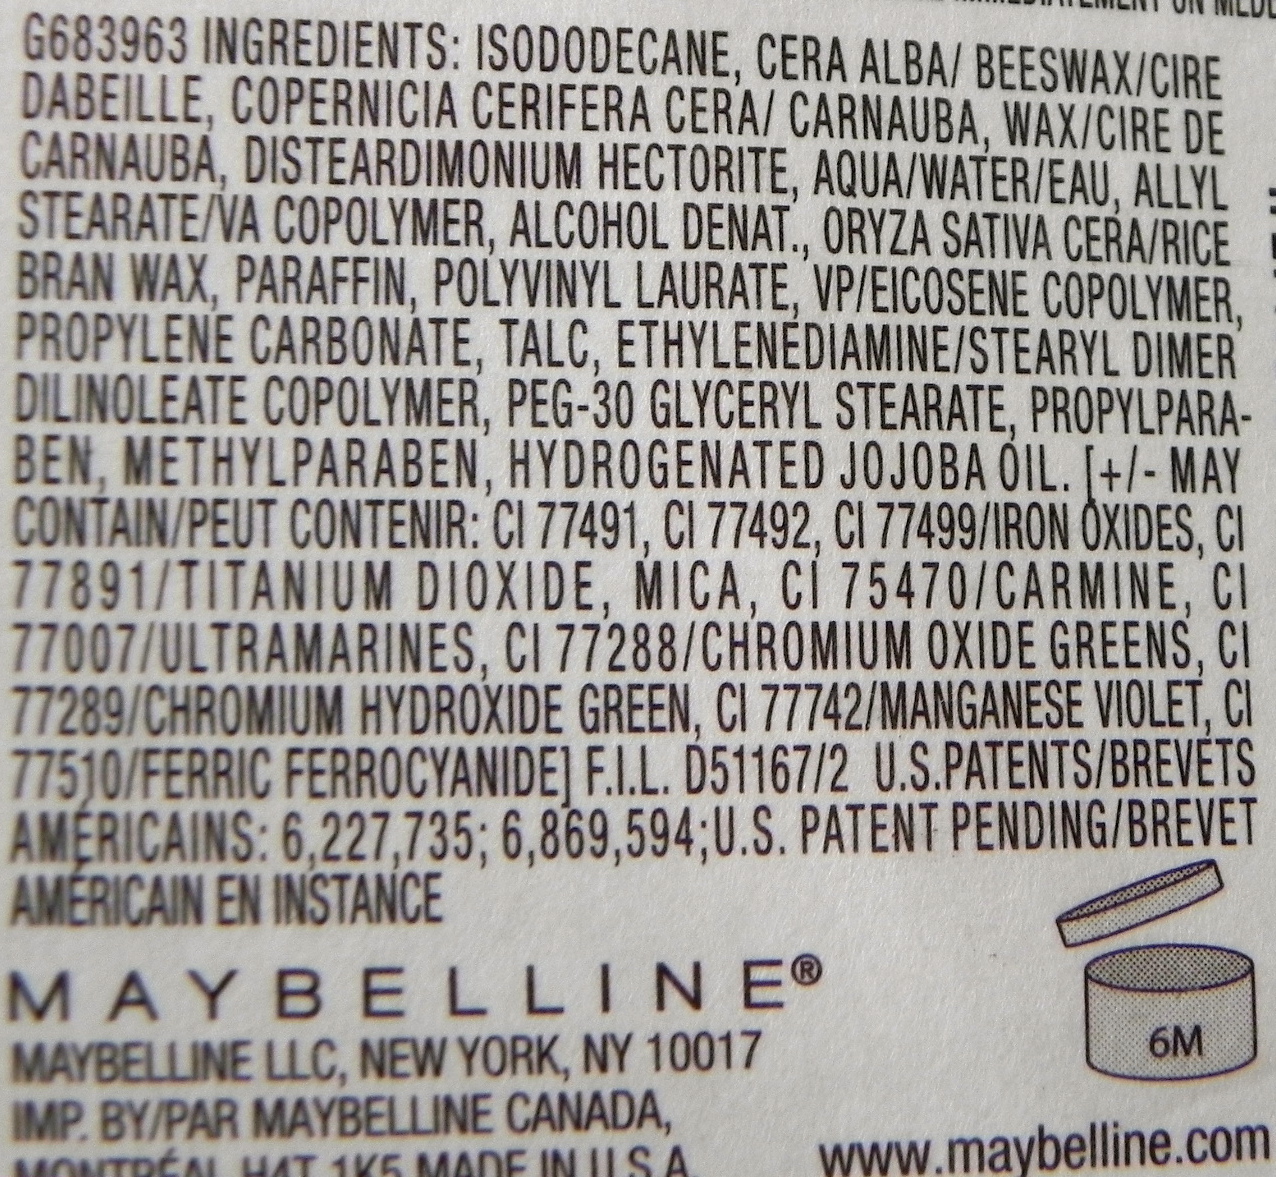 G683963 INGREDIENTS: ISODODECANE, CERA ALBA/ BEESWAX/CIRE
DABEILLE, COPERNICIA CERIFERA CERA/ CARNAUBA, WAX/CIRE DE
CARNAUBA, DISTEARDIMONIUM HECTORITE, AQUA/WATER/EAU, ALLYL
STEARATE/VA COPOLYMER, ALCOHOL DENAT., ORYZA SATIVA CERA/RICE
BRAN WAX, PARAFFIN, POLYVINYL LAURATE, VP/EICOSENE COPOLYMER,
PROPYLENE CARBONATE, TALC, ETHYLENEDIAMINE/STEARYL DIMER
DILINOLEATE COPOLYMER, PEG-30 GLYCERYL STEARATE, PROPYLPARA-
BEN, METHYLPARABEN, HYDROGENATED JOJOBA OIL. [+/- MAY
CONTAIN/PEUT CONTENIR: CI 77491, CI 77492, CI 77499/IRON OXIDES, CI
77891/TITANIUM DIOXIDE, MICA, CI 75470/CARMINE, CI
77007/ULTRAMARINES, CI 77288/CHROMIUM OXIDE GREENS, CI
77289/CHROMIUM HYDROXIDE GREEN, CI 77742/MANGANESE VIOLET, CI
77510/FERRIC FERROCYANIDE] F.I.L. D51167/2 U.S.PATENTS/BREVETS
AMÉRICAINS: 6,227,735; 6,869,594;U.S. PATENT PENDING/BREVET
AMÉRICAIN EN INSTANCE
MAYBELLINE®
MAYBELLINE LLC, NEW YORK, NY 10017
6M
IMP. BY/PAR MAYBELLINE CANADA,
MONTRÉAL H4T 1K5 MADE IN U.S.A.
www.maybelline.com